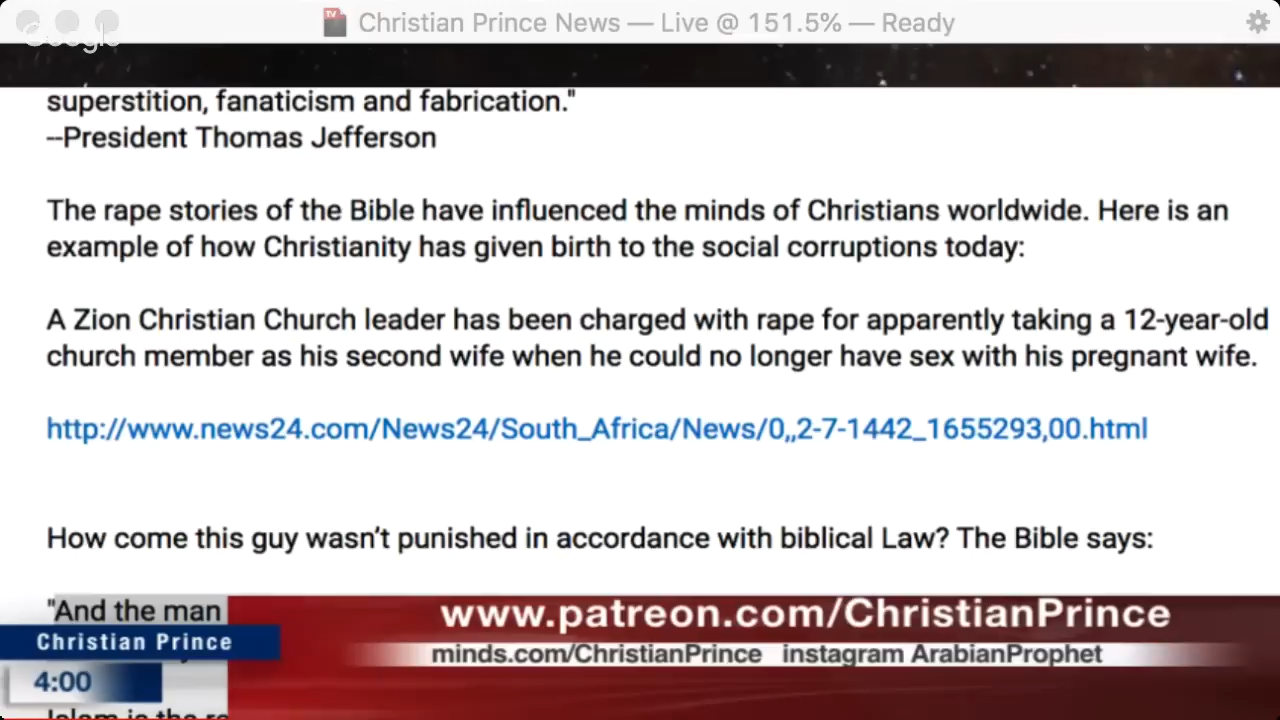 Christian Prince News — Live @ 151.5% — Ready
Google
superstition, fanaticism and fabrication."
--President Thomas Jefferson
The rape stories of the Bible have influenced the minds of Christians worldwide. Here is an
example of how Christianity has given birth to the social corruptions today:
A Zion Christian Church leader has been charged with rape for apparently taking a 12-year-old
church member as his second wife when he could no longer have sex with his pregnant wife.
http://www.news24.com/News24/South_Africa/News/0,,2-7-1442_1655293,00.html
How come this guy wasn't punished in accordance with biblical Law? The Bible says:
"And the man
www.patreon.com/ChristianPrince
Christian Prince
minds.com/ChristianPrince instagram ArabianProphet
4:00
Islam is the